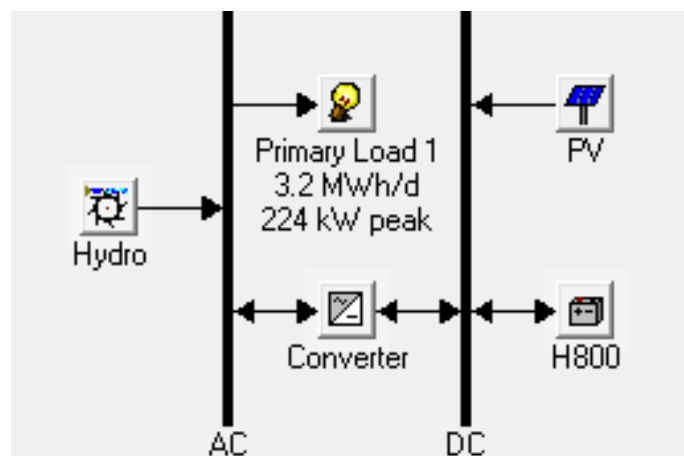 Primary Load 1
3.2 MWh/d
224 kW peak
PV
Hydro
Converter
H800
AC
DC